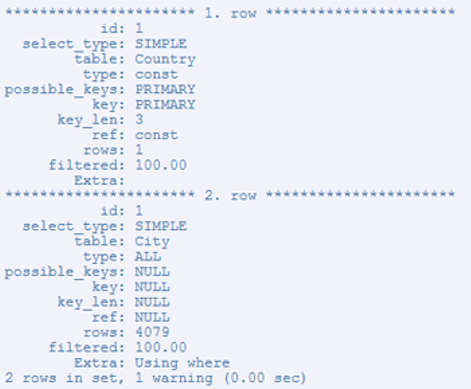 ********************** 1. row **********************
id: 1
select_type: SIMPLE
table: Country
type: const
possible_keys: PRIMARY
key: PRIMARY
key_len: 3
ref: const
rows: 1
filtered: 100.00
Extra:
********************** 2. row **********************
id: 1
select_type: SIMPLE
table: City
type: ALL
possible_keys: NULL
key: NULL
key_len: NULL
ref: NULL
rows: 4079
filtered: 100.00
Extra: Using where
2 rows in set, 1 warning (0.00 sec)